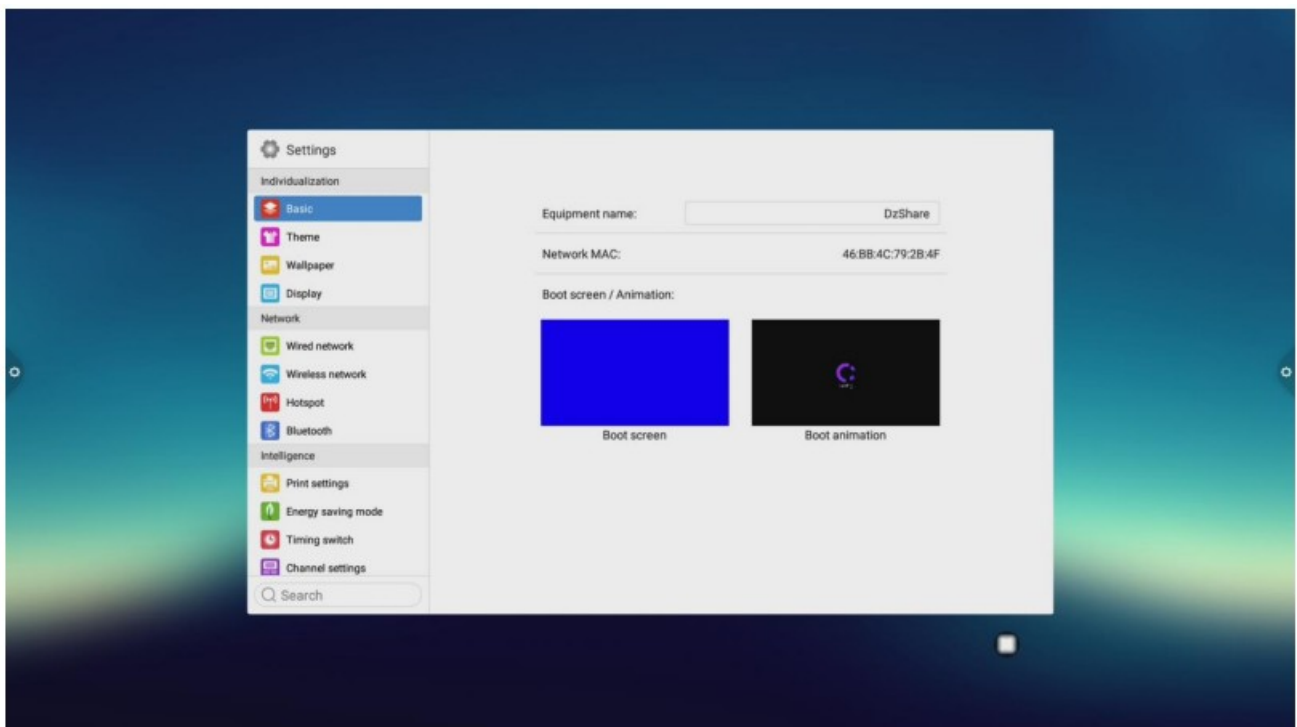 Settings
Individualization
Basic
Theme
Wallpaper
Display
Network
Wired network
Wireless network
Hotspot
Bluetooth
Intelligence
Print settings
Energy saving mode
Timing switch
Channel settings
Search
Equipment name: DzShare
Network MAC: 46:BB:4C:79:2B:4F
Boot screen / Animation:
Boot screen Boot animation